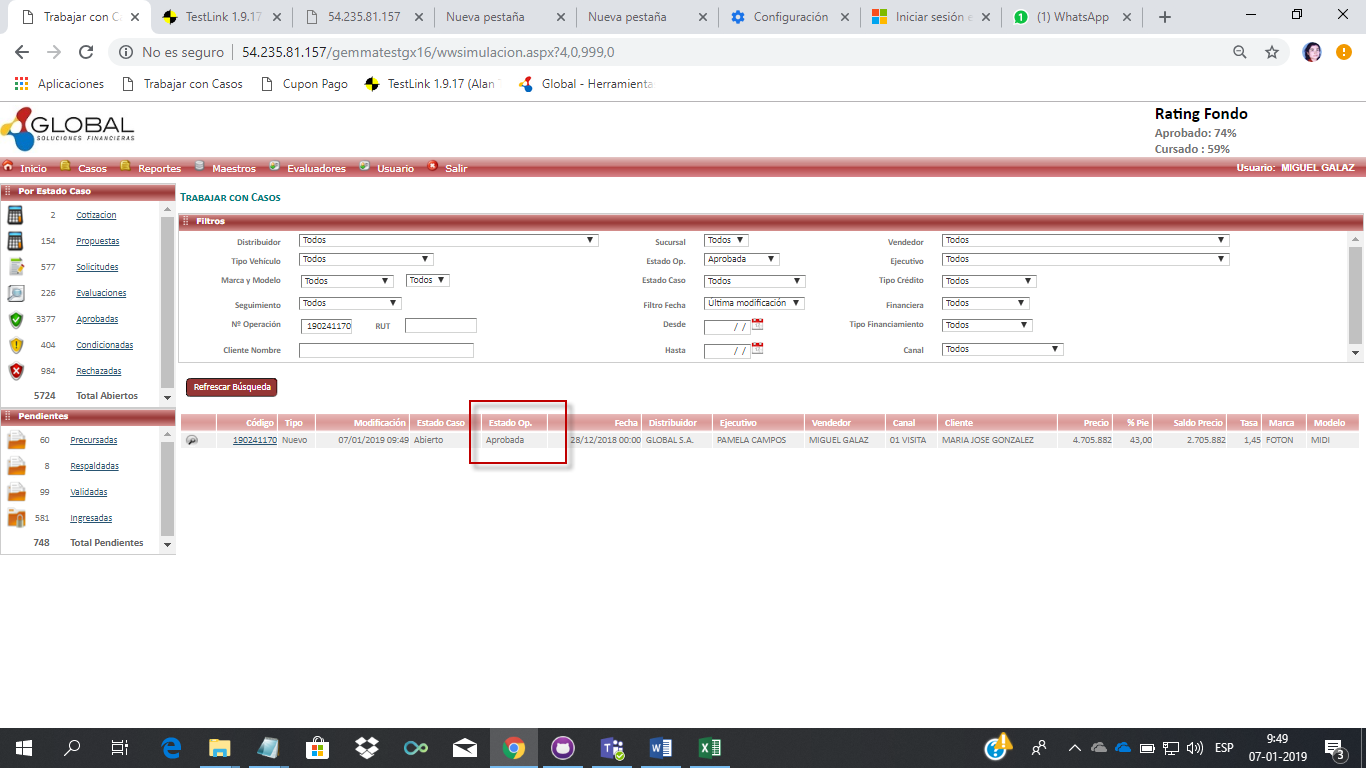 Trabajar con C
TestLink 1.9.17
54.235.81.157
Nueva pestaña
Nueva pestaña
Configuración
Iniciar sesión e
(1) WhatsApp
No es seguro
54.235.81.157/gemmatestgx16/wwsimulacion.aspx?4,0,999,0
Aplicaciones
Trabajar con Casos
Cupon Pago
TestLink 1.9.17 (Alan
Global - Herramienta
GLOBAL
SOLUCIONES FINANCIERAS
Rating Fondo
Aprobado: 74%
Cursado : 59%
Inicio Casos Reportes Maestros Evaluadores Usuario Salir
Usuario: MIGUEL GALAZ
Por Estado Caso
2 Cotizacion
154 Propuestas
577 Solicitudes
226 Evaluaciones
3377 Aprobadas
404 Condicionadas
984 Rechazadas
5724 Total Abiertos
Pendientes
60 Precursadas
8 Respaldadas
99 Validadas
581 Ingresadas
748 Total Pendientes
TRABAJAR CON CASOS
Filtros
Distribuidor Todos Sucursal Todos Vendedor Todos
Tipo Vehículo Todos Estado Op. Aprobada Ejecutivo Todos
Marca y Modelo Todos Todos Estado Caso Todos Tipo Crédito Todos
Seguimiento Todos Filtro Fecha Última modificación Financiera Todos
Nº Operación 190241170 RUT Desde / / Tipo Financiamiento Todos
Cliente Nombre Hasta / / Canal Todos
Refrescar Búsqueda
Código Tipo Modificación Estado Caso Estado Op. Fecha Distribuidor Ejecutivo Vendedor Canal Cliente Precio % Pie Saldo Precio Tasa Marca Modelo
190241170 Nuevo 07/01/2019 09:49 Abierto Aprobada 28/12/2018 00:00 GLOBAL S.A. PAMELA CAMPOS MIGUEL GALAZ 01 VISITA MARIA JOSE GONZALEZ 4.705.882 43,00 2.705.882 1,45 FOTON MIDI
ESP
9:49
07-01-2019
3